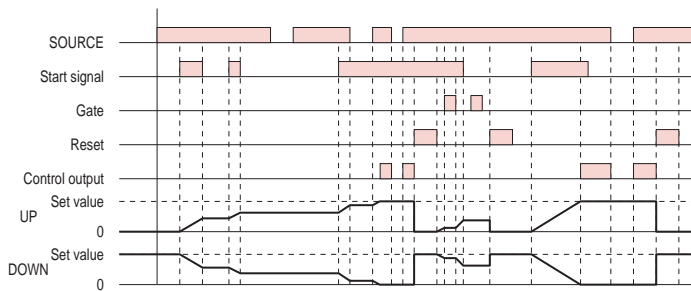 SOURCE
Start signal
Gate
Reset
Control output
Set value
UP
0
Set value
DOWN
0